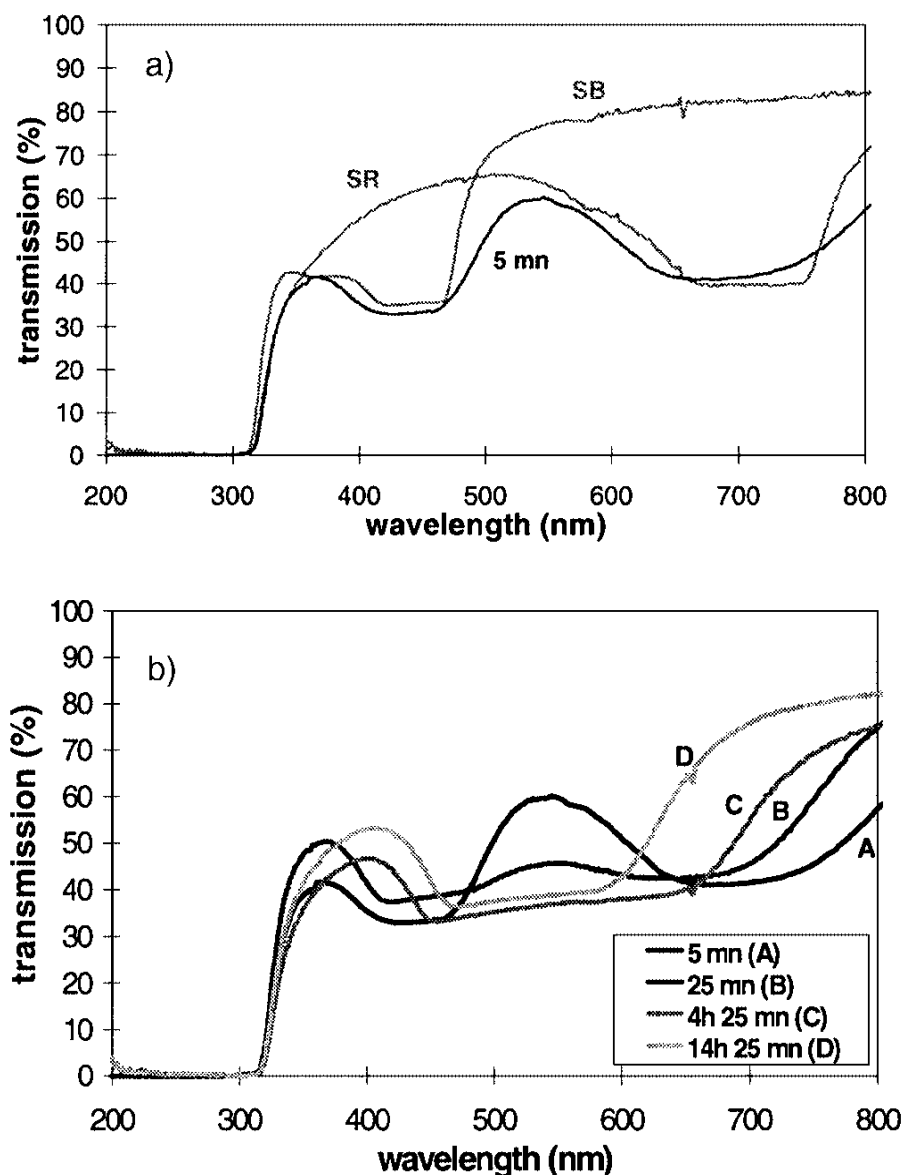 100
90
80
70
60
50
40
30
20
10
0
transmission (%)
a)
SB
SR
5 mn
200 300 400 500 600 700 800
wavelength (nm)
100
90
80
70
60
50
40
30
20
10
0
transmission (%)
b)
D
C
B
A
5 mn (A)
25 mn (B)
4h 25 mn (C)
14h 25 mn (D)
200 300 400 500 600 700 800
wavelength (nm)